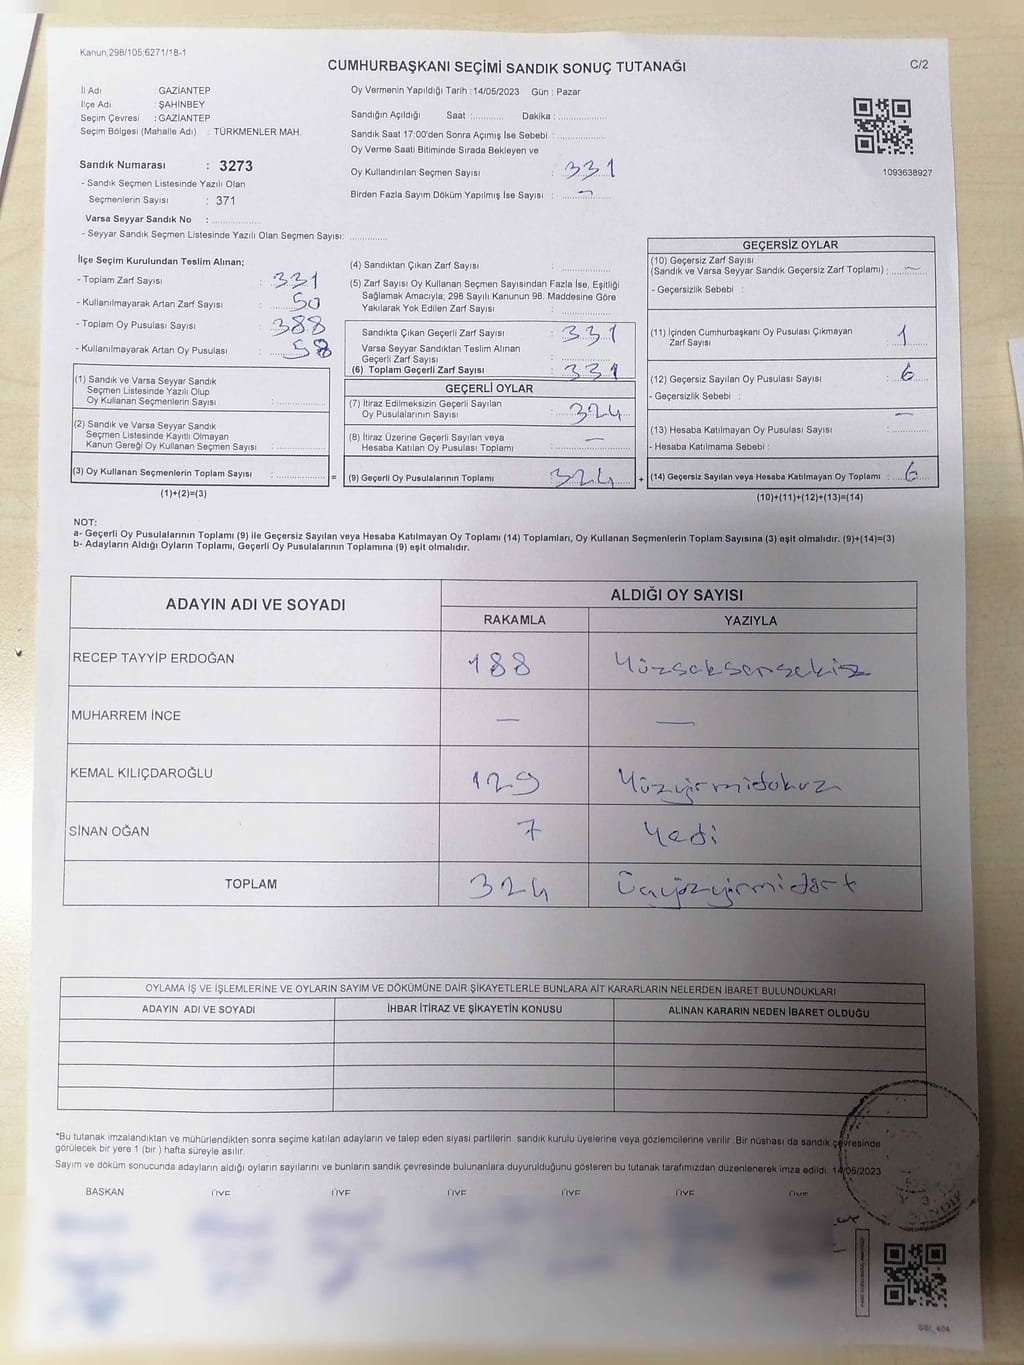 Kanun;298/105;6271/18-1
CUMHURBAŞKANI SEÇİMİ SANDIK SONUÇ TUTANAĞI
C/2
İl Adı : GAZİANTEP
İlçe Adı : ŞAHİNBEY
Seçim Çevresi : GAZİANTEP
Seçim Bölgesi (Mahalle Adı) : TÜRKMENLER MAH.
Sandık Numarası : 3273
- Sandık Seçmen Listesinde Yazılı Olan
Seçmenlerin Sayısı : 371
Varsa Seyyar Sandık No : ....................
- Seyyar Sandık Seçmen Listesinde Yazılı Olan Seçmen Sayısı: ...............
Oy Vermenin Yapıldığı Tarih : 14/05/2023 Gün : Pazar
Sandığın Açıldığı Saat :............. Dakika : ...................
Sandık Saat 17:00'den Sonra Açımış İse Sebebi : ...................
Oy Verme Saati Bitiminde Sırada Bekleyen ve
Oy Kullandırılan Seçmen Sayısı : 331
Birden Fazla Sayım Döküm Yapılmış İse Sayısı : —
1093638927
İlçe Seçim Kurulundan Teslim Alınan;
- Toplam Zarf Sayısı : 331
- Kullanılmayarak Artan Zarf Sayısı : 50
- Toplam Oy Pusulası Sayısı : 388
- Kullanılmayarak Artan Oy Pusulası : 58
(1) Sandık ve Varsa Seyyar Sandık
Seçmen Listesinde Yazılı Olup
Oy Kullanan Seçmenlerin Sayısı : ....................
(2) Sandık ve Varsa Seyyar Sandık
Seçmen Listesinde Kayıtlı Olmayan
Kanun Gereği Oy Kullanan Seçmen Sayısı : ....................
(3) Oy Kullanan Seçmenlerin Toplam Sayısı : .................... =
(1)+(2)=(3)
(4) Sandıktan Çıkan Zarf Sayısı : ...................
(5) Zarf Sayısı Oy Kullanan Seçmen Sayısından Fazla İse, Eşitliği
Sağlamak Amacıyla; 298 Sayılı Kanunun 98. Maddesine Göre
Yakılarak Yok Edilen Zarf Sayısı : ...................
Sandıkta Çıkan Geçerli Zarf Sayısı : 331
Varsa Seyyar Sandıktan Teslim Alınan
Geçerli Zarf Sayısı : ...................
(6) Toplam Geçerli Zarf Sayısı : 331
GEÇERLİ OYLAR
(7) İtiraz Edilmeksizin Geçerli Sayılan
Oy Pusulalarının Sayısı : 324
(8) İtiraz Üzerine Geçerli Sayılan veya
Hesaba Katılan Oy Pusulası Toplamı : —
(9) Geçerli Oy Pusulalarının Toplamı : 324 +
GEÇERSİZ OYLAR
(10) Geçersiz Zarf Sayısı
(Sandık ve Varsa Seyyar Sandık Geçersiz Zarf Toplamı) : —
- Geçersizlik Sebebi :
(11) İçinden Cumhurbaşkanı Oy Pusulası Çıkmayan
Zarf Sayısı : 1
(12) Geçersiz Sayılan Oy Pusulası Sayısı : 6
- Geçersizlik Sebebi :
(13) Hesaba Katılmayan Oy Pusulası Sayısı : —
- Hesaba Katılmama Sebebi :
(14) Geçersiz Sayılan veya Hesaba Katılmayan Oy Toplamı : 6
(10)+(11)+(12)+(13)=(14)
NOT:
a- Geçerli Oy Pusulalarının Toplamı (9) ile Geçersiz Sayılan veya Hesaba Katılmayan Oy Toplamı (14) Toplamları, Oy Kullanan Seçmenlerin Toplam Sayısına (3) eşit olmalıdır. (9)+(14)=(3)
b- Adayların Aldığı Oyların Toplamı, Geçerli Oy Pusulalarının Toplamına (9) eşit olmalıdır.
ADAYIN ADI VE SOYADI
ALDIĞI OY SAYISI
RAKAMLA YAZIYLA
RECEP TAYYİP ERDOĞAN 188 Yüzseksensekiz
MUHARREM İNCE — —
KEMAL KILIÇDAROĞLU 129 Yüzyirmidokuz
SİNAN OĞAN 7 Yedi
TOPLAM 324 Üçyüzyirmidört
OYLAMA İŞ VE İŞLEMLERİNE VE OYLARIN SAYIM VE DÖKÜMÜNE DAİR ŞİKAYETLERLE BUNLARA AİT KARARLARIN NELERDEN İBARET BULUNDUKLARI
ADAYIN ADI VE SOYADI İHBAR İTİRAZ VE ŞİKAYETİN KONUSU ALINAN KARARIN NEDEN İBARET OLDUĞU
*Bu tutanak imzalandıktan ve mühürlendikten sonra seçime katılan adayların ve talep eden siyasi partilerin sandık kurulu üyelerine veya gözlemcilerine verilir. Bir nüshası da sandık çevresinde
görülecek bir yere 1 (bir ) hafta süreyle asılır.
Sayım ve döküm sonucunda adayların aldığı oyların sayılarını ve bunların sandık çevresinde bulunanlara duyurulduğunu gösteren bu tutanak tarafımızdan düzenlenerek imza edildi. 14/05/2023
BAŞKAN ÜYE ÜYE ÜYE ÜYE ÜYE ÜYE